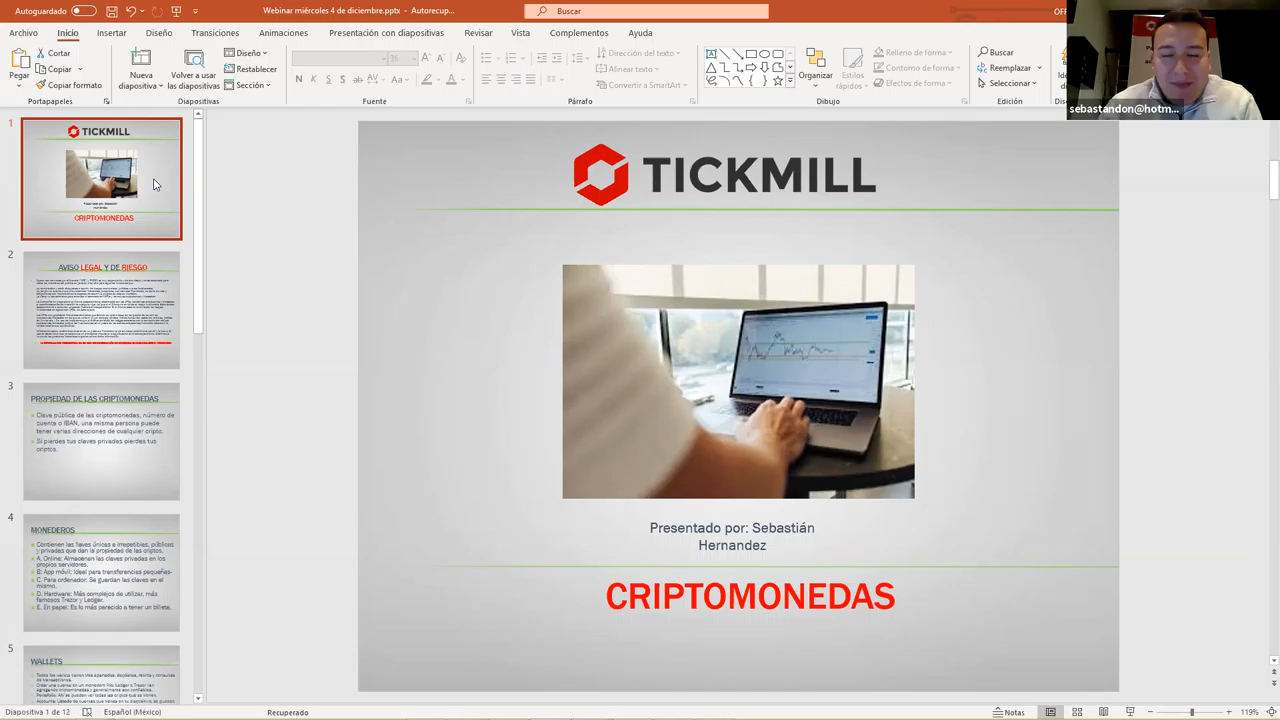 Autoguardado
Webinar miércoles 4 de diciembre.pptx - Autorecup...
Buscar
Archivo
Inicio
Insertar
Diseño
Transiciones
Animaciones
Presentación con diapositivas
Revisar
Vista
Complementos
Ayuda
Pegar
Cortar
Copiar
Copiar formato
Portapapeles
Nueva
diapositiva
Volver a usar
las diapositivas
Diseño
Restablecer
Sección
Diapositivas
Fuente
Dirección del texto
Alinear texto
Convertir a SmartArt
Párrafo
Organizar
Estilos
rápidos
Relleno de forma
Contorno de forma
Efectos de forma
Dibujo
Buscar
Reemplazar
Seleccionar
Edición
sebastandon@hotm...
1
TICKMILL
CRIPTOMONEDAS
2
AVISO LEGAL Y DE RIESGO
3
PROPIEDAD DE LAS CRIPTOMONEDAS
Clave pública de las criptomonedas, número de
cuenta o IBAN, una misma persona puede
tener varias direcciones de cualquier cripto.
Si pierdes tus claves privadas pierdes tus
criptos.
4
MONEDEROS
Contienen las llaves únicas e irrepetibles, públicas
y privadas que dan la propiedad de las criptos.
A. Online: Almacenan las claves privadas en los
propios servidores.
B: App móvil: Ideal para transferencias pequeñas-
C. Para ordenador: Se guardan las claves en el
mismo.
D. Hardware: Más complejos de utilizar, más
famosos Trezor y Ledger.
E. En papel: Es lo más parecido a tener un billete.
5
WALLETS
TICKMILL
Presentado por: Sebastián
Hernandez
CRIPTOMONEDAS
Diapositiva 1 de 12
Español (México)
Recuperado
Notas
119%